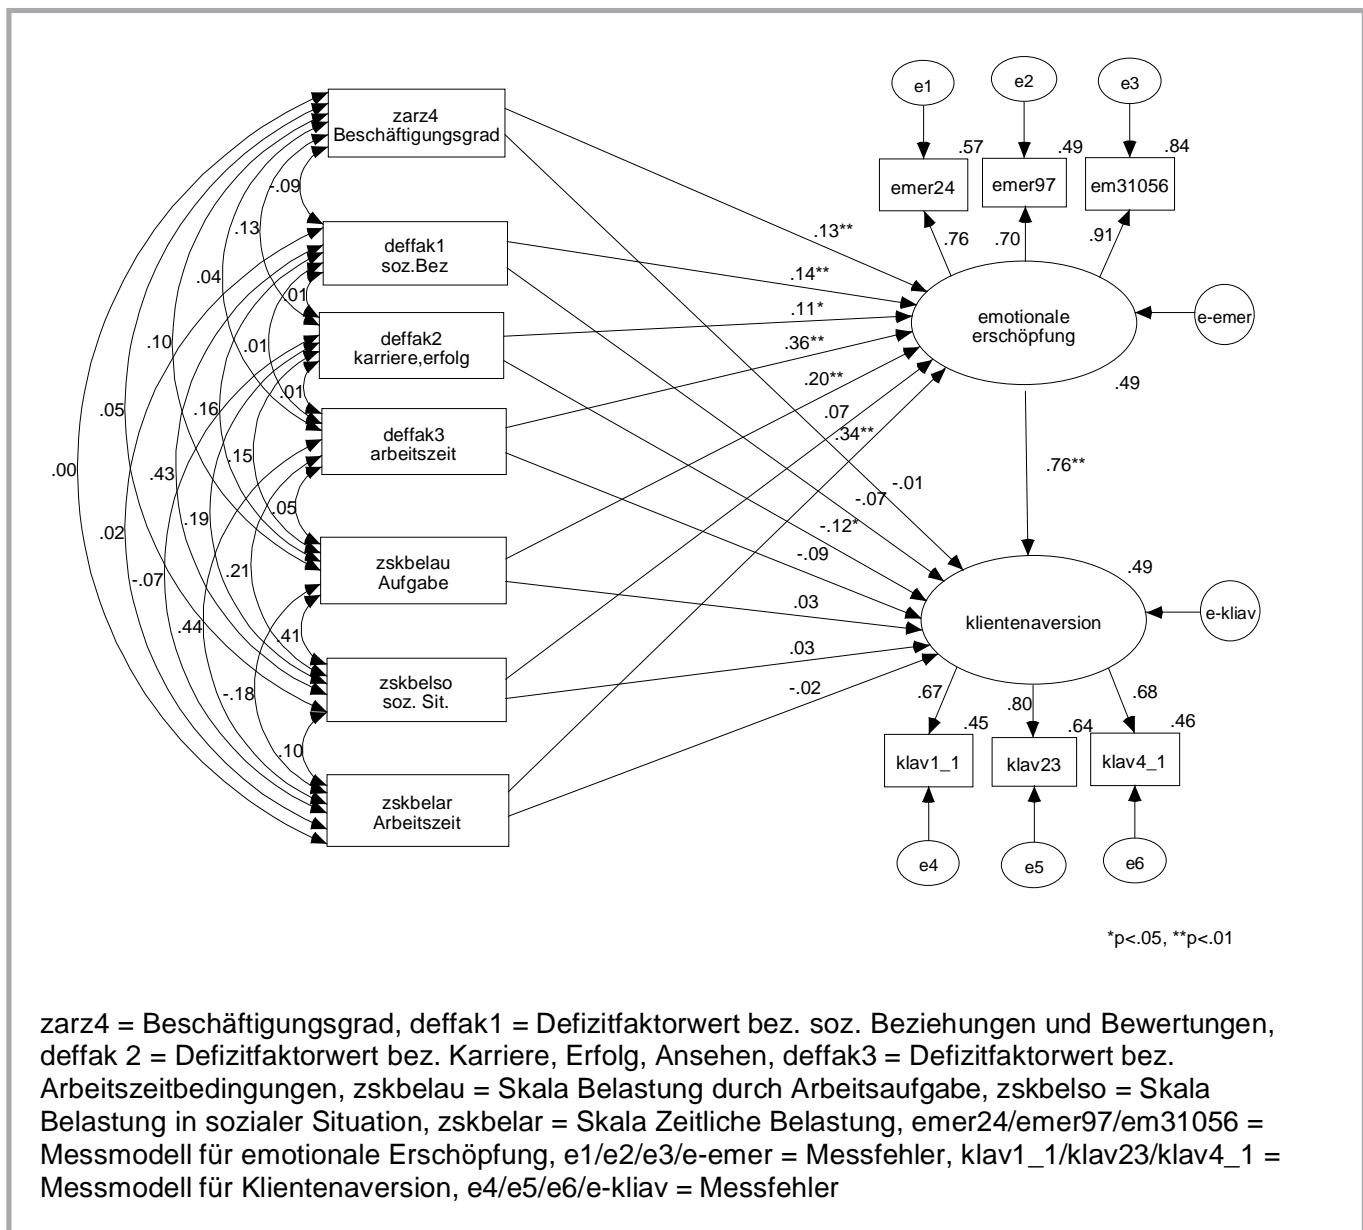 e1
e2
e3
zarz4
Beschäftigungsgrad
.57
.49
.84
emer24
emer97
em31056
-.09
.13
.04
.13**
.76
.70
.91
deffak1
soz.Bez
.14**
.01
.11*
emotionale
erschöpfung
e-emer
deffak2
karriere,erfolg
.10
.01
.36**
.20**
.49
.01
.05
.16
.07
.34**
deffak3
arbeitszeit
.00
.43
.15
.76**
-.01
-.07
.05
.19
-.12*
.02
-.09
zskbelau
Aufgabe
-.07
.21
.49
.03
klientenaversion
e-kliav
.44
.41
.03
zskbelso
soz. Sit.
-.18
-.02
.67
.80
.68
.45
.64
.46
.10
klav1_1
klav23
klav4_1
zskbelar
Arbeitszeit
e4
e5
e6
*p<.05, **p<.01
zarz4 = Beschäftigungsgrad, deffak1 = Defizitfaktorwert bez. soz. Beziehungen und Bewertungen,
deffak 2 = Defizitfaktorwert bez. Karriere, Erfolg, Ansehen, deffak3 = Defizitfaktorwert bez.
Arbeitszeitbedingungen, zskbelau = Skala Belastung durch Arbeitsaufgabe, zskbelso = Skala
Belastung in sozialer Situation, zskbelar = Skala Zeitliche Belastung, emer24/emer97/em31056 =
Messmodell für emotionale Erschöpfung, e1/e2/e3/e-emer = Messfehler, klav1_1/klav23/klav4_1 =
Messmodell für Klientenaversion, e4/e5/e6/e-kliav = Messfehler